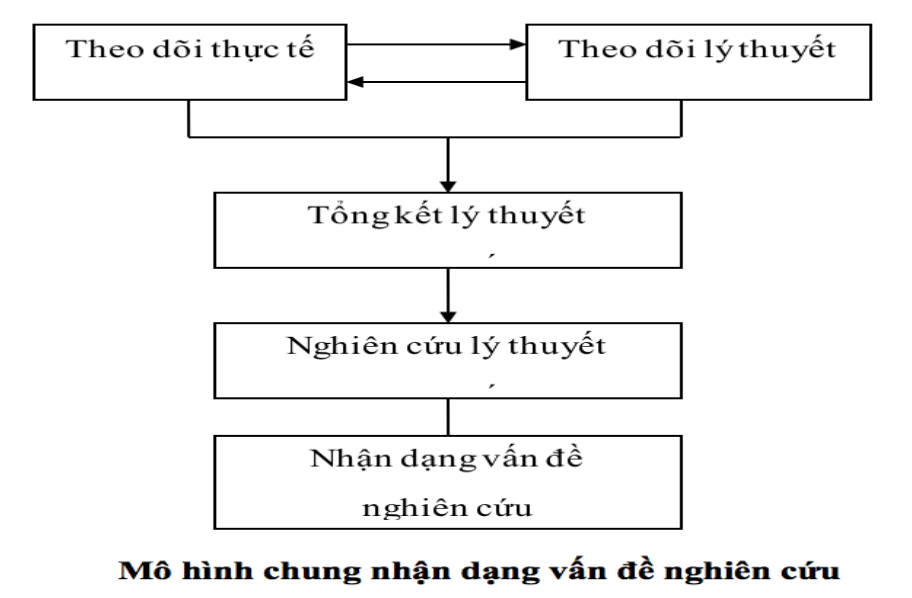 Theo dõi thực tế
Theo dõi lý thuyết
Tổng kết lý thuyết
Nghiên cứu lý thuyết
Nhận dạng vấn đề
nghiên cứu
Mô hình chung nhận dạng vấn đề nghiên cứu